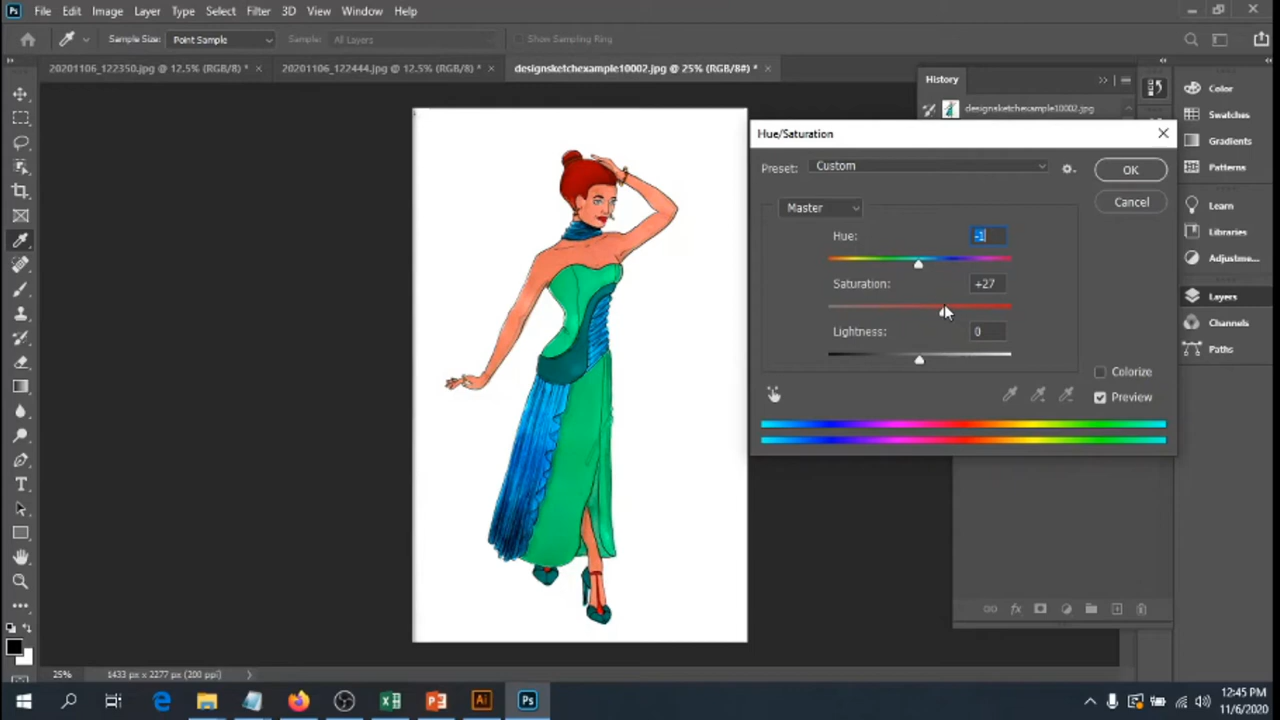 Ps File Edit Image Layer Type Select Filter 3D View Window Help
Sample Size: Point Sample Sample: All Layers Show Sampling Ring
20201106_122350.jpg @ 12.5% (RGB/8) * × 20201106_122444.jpg @ 12.5% (RGB/8) * × designsketchexample10002.jpg @ 25% (RGB/8#) * ×
History
designsketchexample10002.jpg
Hue/Saturation
Preset: Custom
OK
Cancel
Master
Hue: -1
Saturation: +27
Lightness: 0
Colorize
Preview
Color
Swatches
Gradients
Patterns
Learn
Libraries
Adjustme...
Layers
Channels
Paths
fx
25% 1433 px x 2277 px (200 ppi)
Ai Ps
12:45 PM
11/6/2020